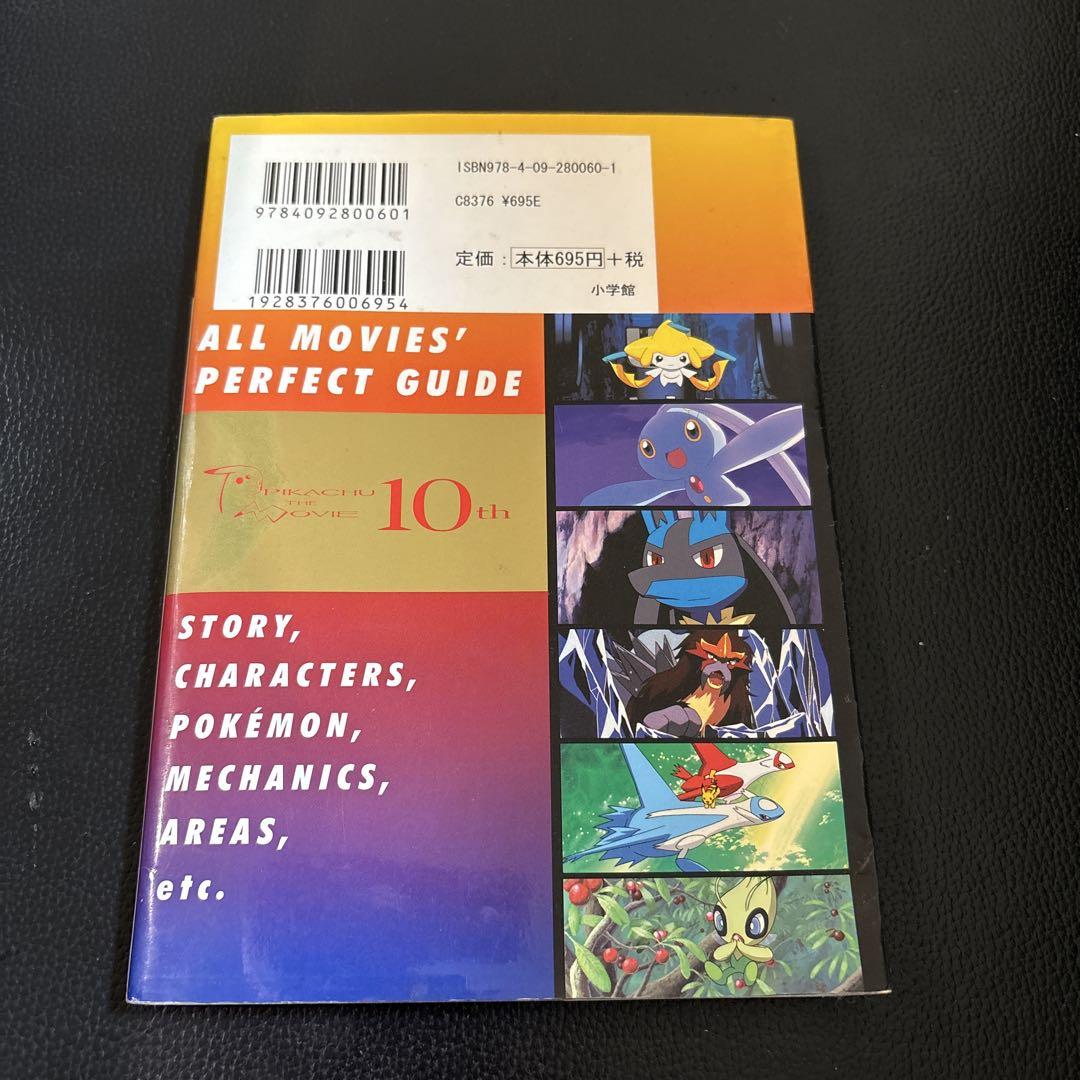 ISBN978-4-09-280060-1
9784092800601
C8376 ¥695E
定価：本体695円+税
1928376006954
小学館
ALL MOVIES'
PERFECT GUIDE
PIKACHU
THE
MOVIE
10th
STORY,
CHARACTERS,
POKÉMON,
MECHANICS,
AREAS,
etc.